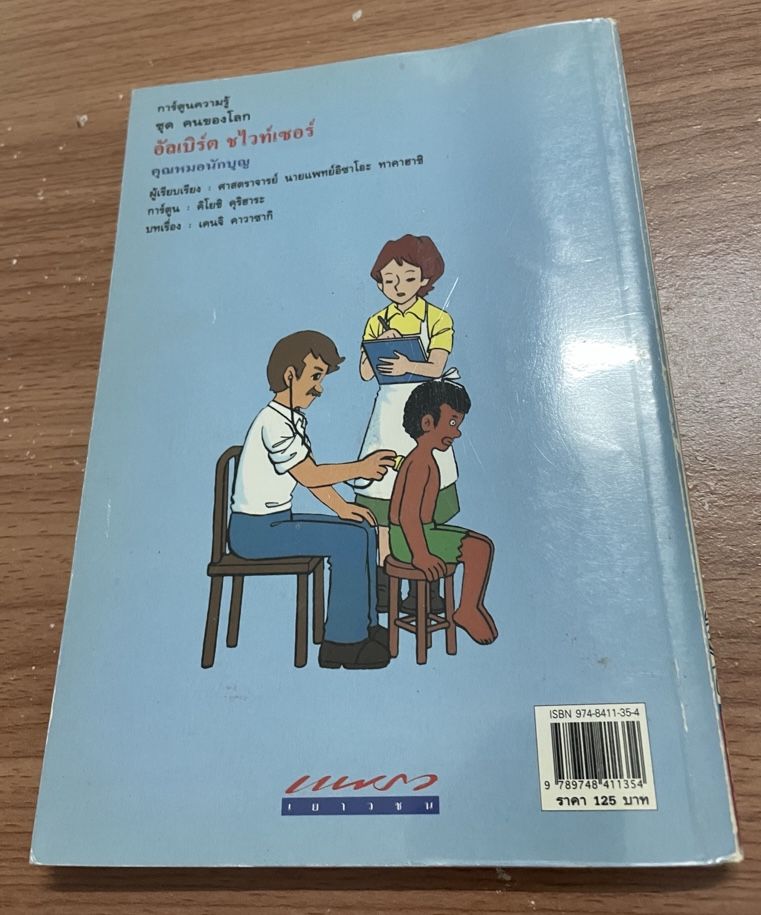 การ์ตูนความรู้
ชุด คนของโลก
อัลเบิร์ต ชไวท์เซอร์
คุณหมอนักบุญ
ผู้เรียบเรียง : ศาสตราจารย์ นายแพทย์อิซาโอะ ทาคาฮาชิ
การ์ตูน : คิโยชิ คุริฮาระ
บทเรื่อง : เคนจิ คาวาซากิ
ISBN 974-8411-35-4
9 789748 411354
ราคา 125 บาท
แพรว
เยาวชน